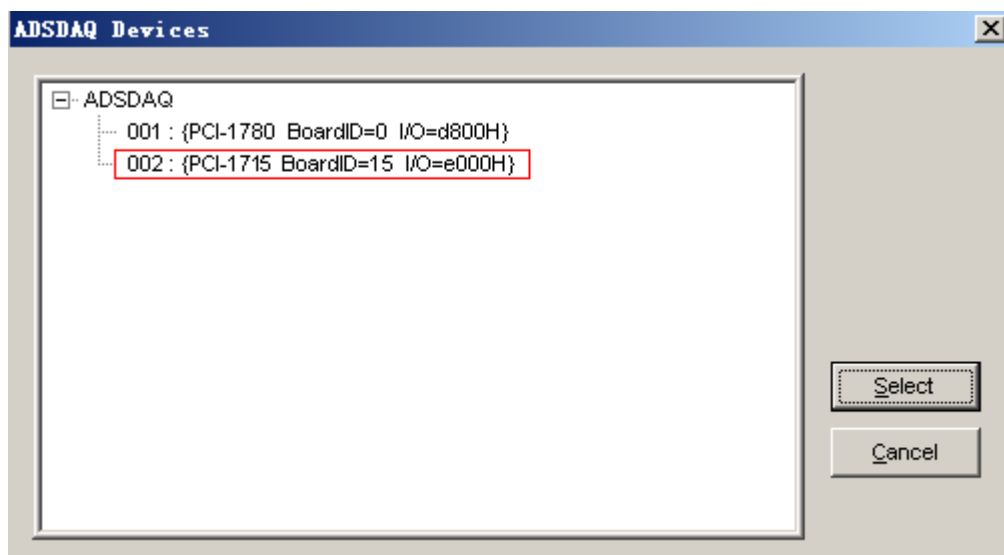 ADSDAQ Devices
ADSDAQ
001 : {PCI-1780 BoardID=0 I/O=d800H}
002 : {PCI-1715 BoardID=15 I/O=e000H}
Select
Cancel